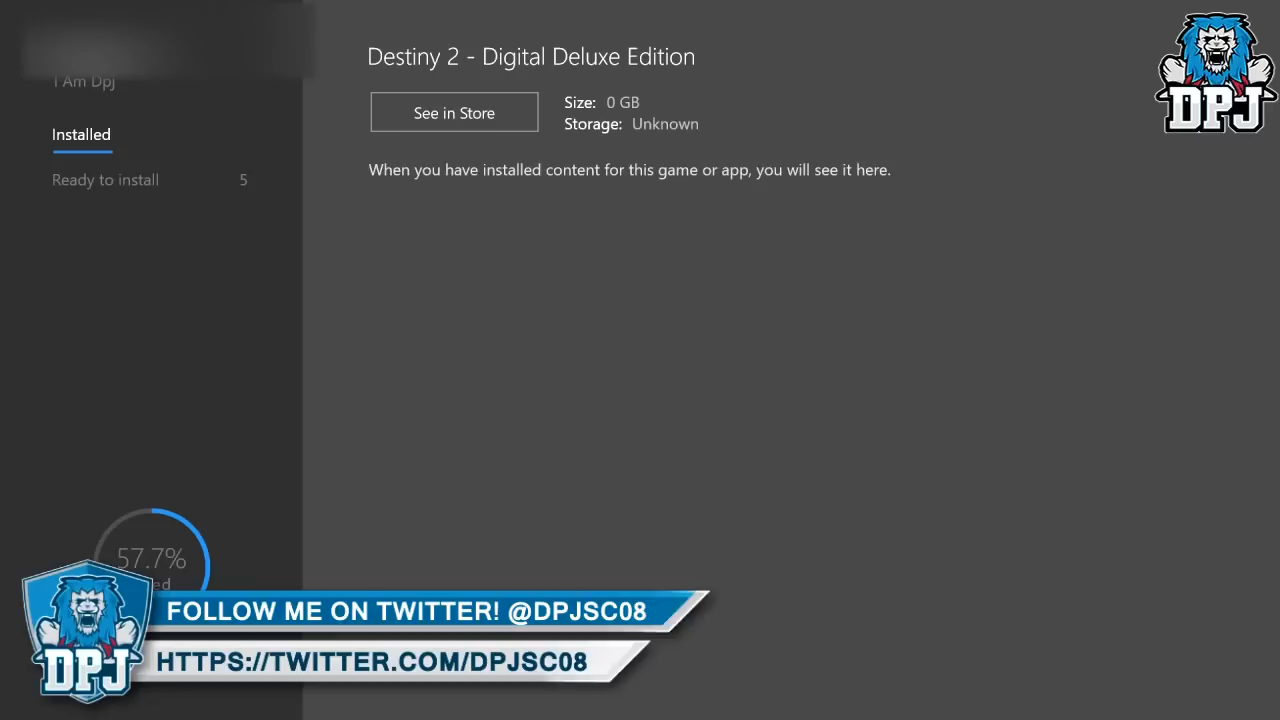 I Am Dpj
Installed
Ready to install 5
57.7%
Destiny 2 - Digital Deluxe Edition
See in Store
Size: 0 GB
Storage: Unknown
When you have installed content for this game or app, you will see it here.
DPJ
FOLLOW ME ON TWITTER! @DPJSC08
HTTPS://TWITTER.COM/DPJSC08
DPJ